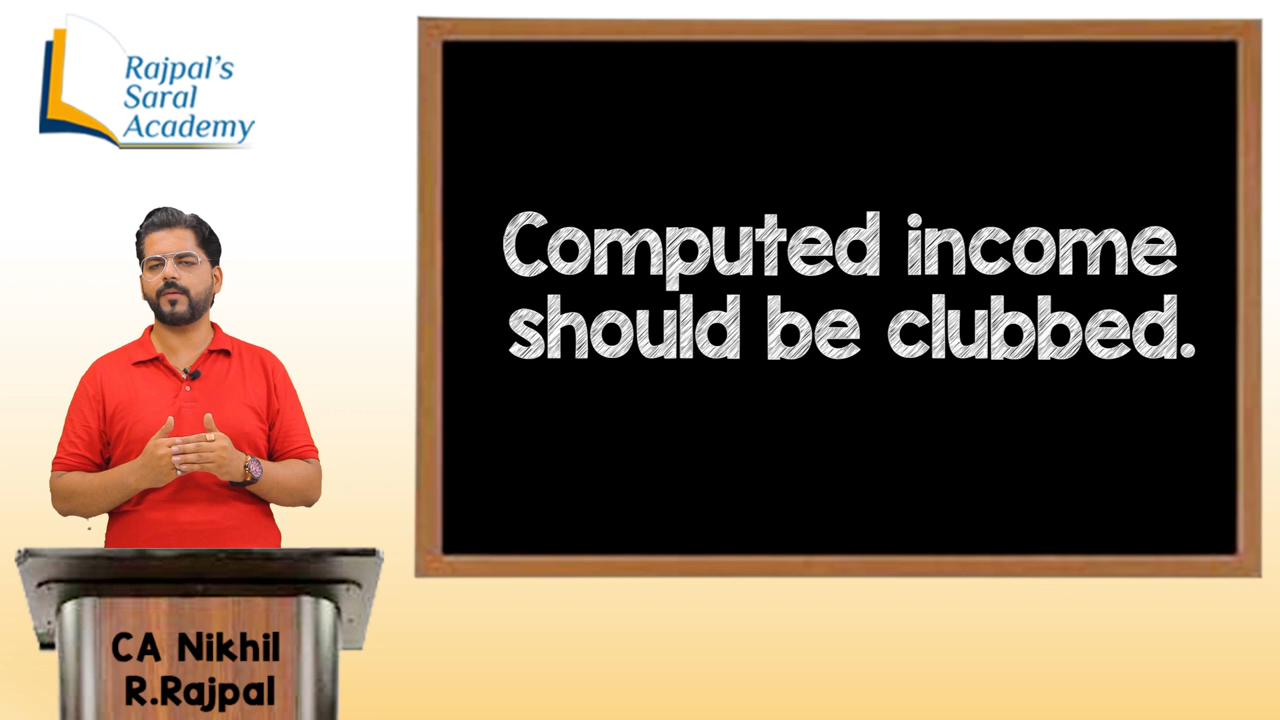 Rajpal's
Saral
Academy
Computed income
should be clubbed.
CA Nikhil
R.Rajpal